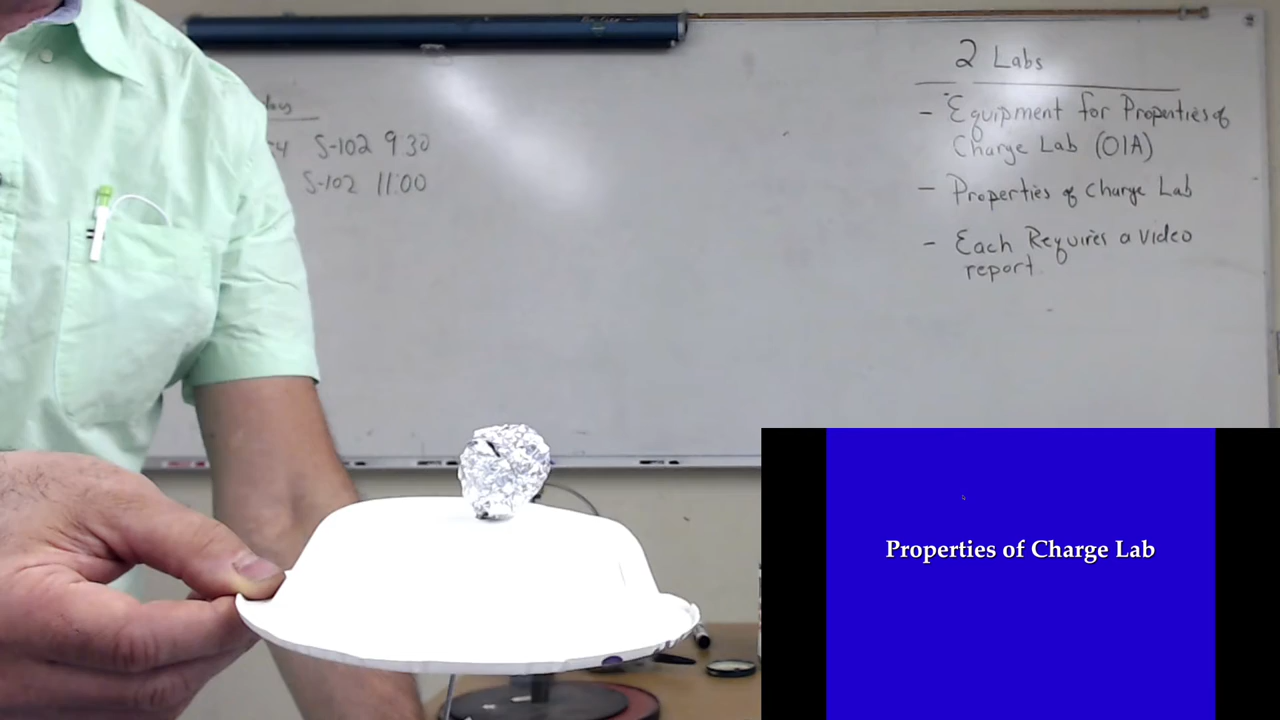 S-102 9:30
S-102 11:00
2 Labs
- Equipment for Properties of
Charge Lab (01A)
- Properties of Charge Lab
- Each Requires a video
report
Properties of Charge Lab